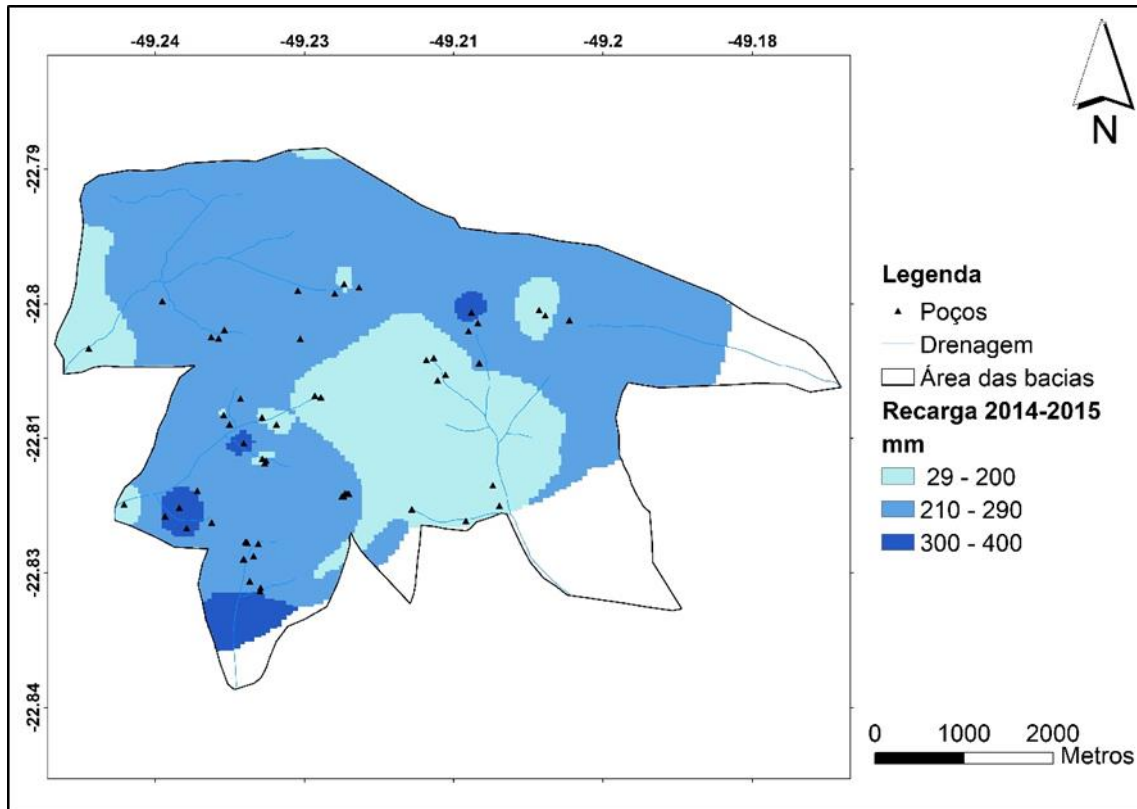 -49.24 -49.23 -49.21 -49.2 -49.18
N
-22.79
-22.8
-22.81
-22.83
-22.84
Legenda
Poços
Drenagem
Área das bacias
Recarga 2014-2015
mm
29 - 200
210 - 290
300 - 400
0 1000 2000
Metros